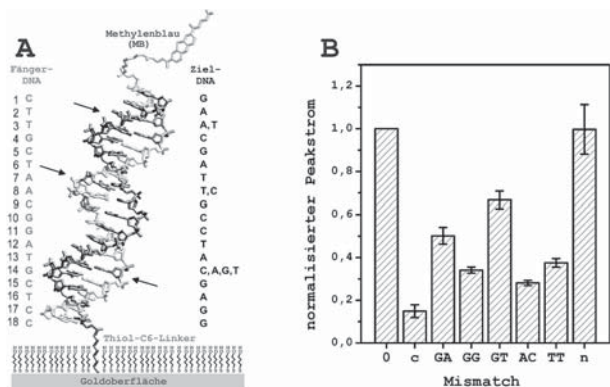 A
Methylenblau
(MB)
Fänger-
DNA
Ziel-
DNA
1 C G
2 T A
3 T A,T
4 G C
5 C G
6 T A
7 A T
8 A T,C
9 C G
10 G C
11 G C
12 A T
13 T A
14 G C,A,G,T
15 C G
16 T A
17 C G
18 C G
Thiol-C6-Linker
Goldoberfläche
B
normalisierter Peakstrom
1,2
1,0
0,8
0,6
0,4
0,2
0,0
0 c GA GG GT AC TT n
Mismatch